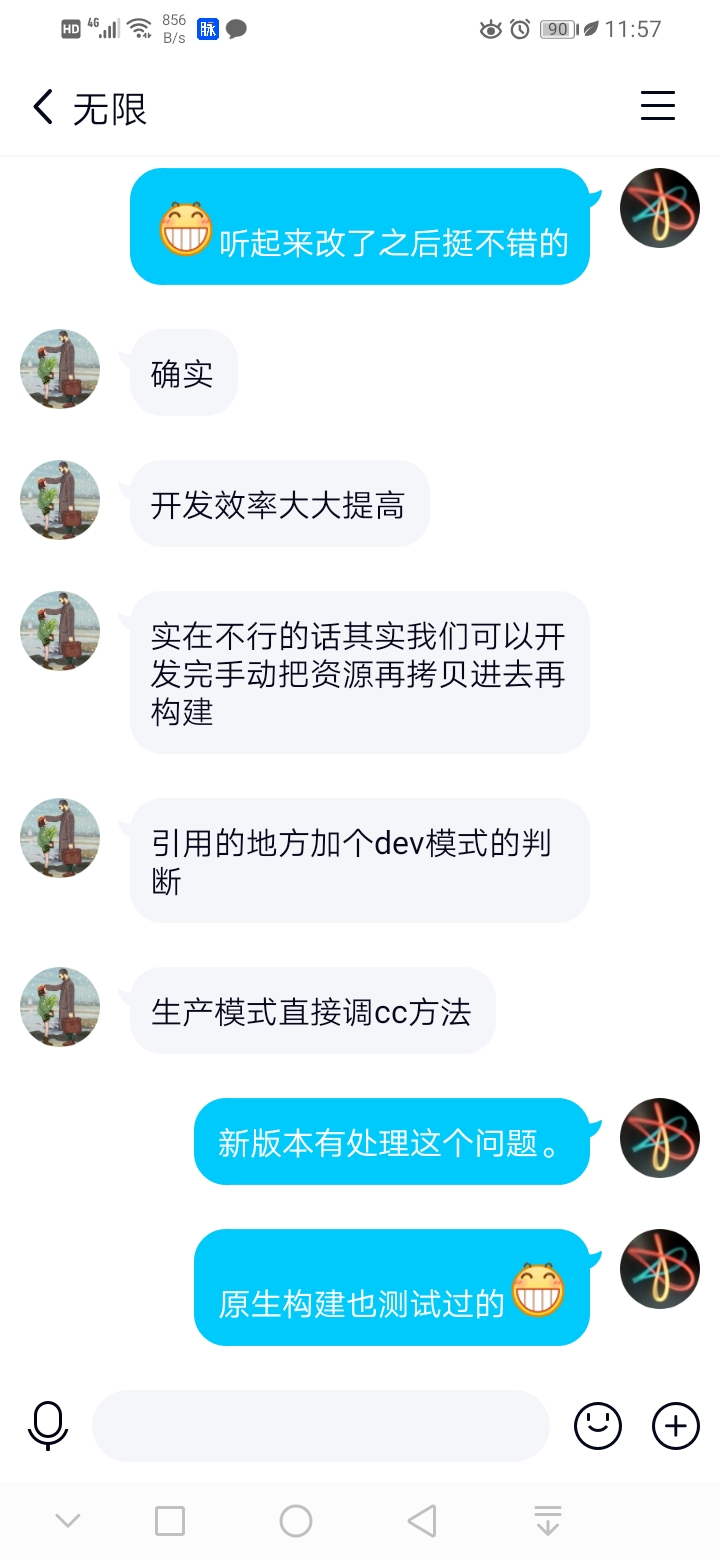 HD 4G 856 B/s 脉 90 11:57
无限
听起来改了之后挺不错的
确实
开发效率大大提高
实在不行的话其实我们可以开
发完手动把资源再拷贝进去再
构建
引用的地方加个dev模式的判
断
生产模式直接调cc方法
新版本有处理这个问题。
原生构建也测试过的